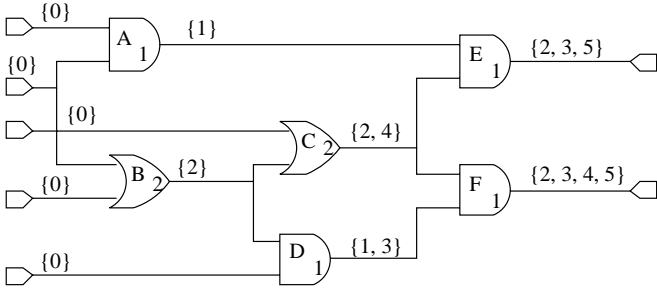 {0}
A
1
{1}
E
1
{2, 3, 5}
{0}
{0}
C
2
{2, 4}
B
2
{2}
F
1
{2, 3, 4, 5}
{0}
D
1
{1, 3}
{0}